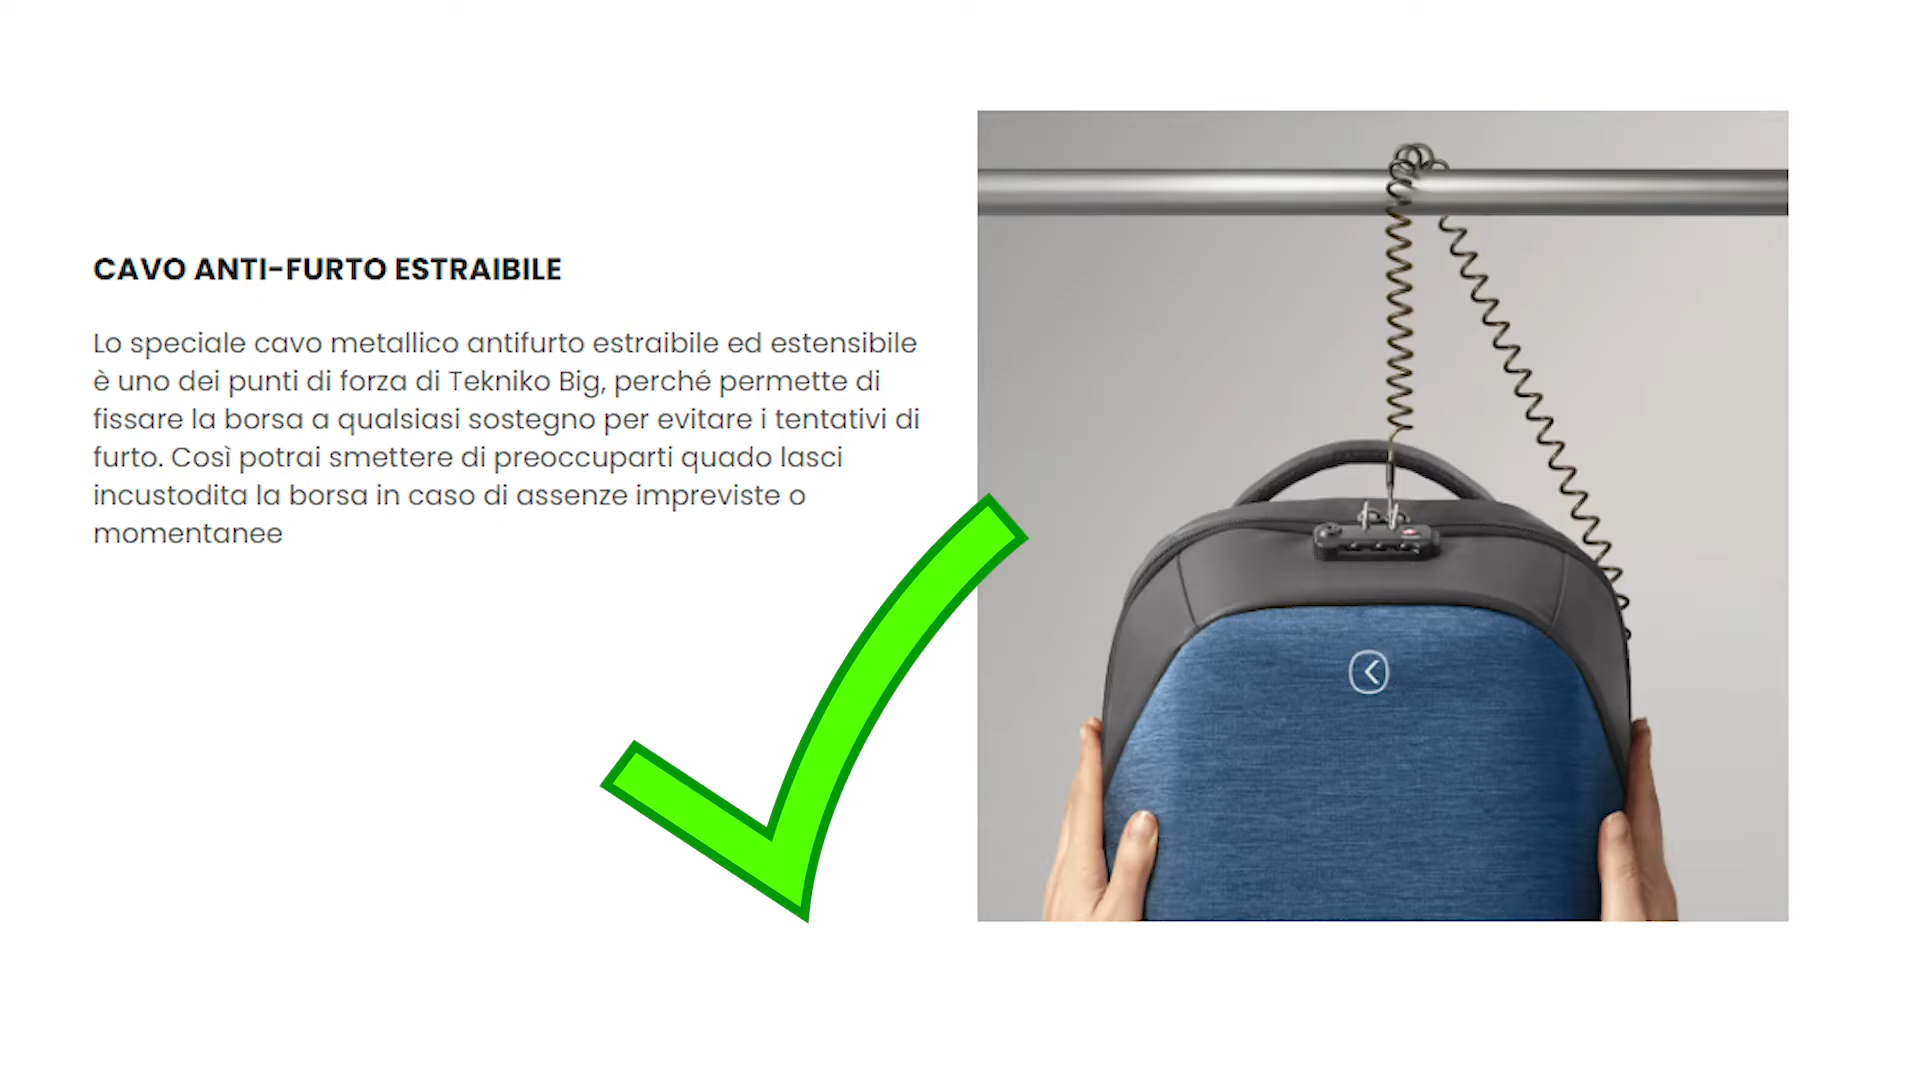 CAVO ANTI-FURTO ESTRAIBILE
Lo speciale cavo metallico antifurto estraibile ed estensibile
è uno dei punti di forza di Tekniko Big, perché permette di
fissare la borsa a qualsiasi sostegno per evitare i tentativi di
furto. Così potrai smettere di preoccuparti quado lasci
incustodita la borsa in caso di assenze impreviste o
momentanee